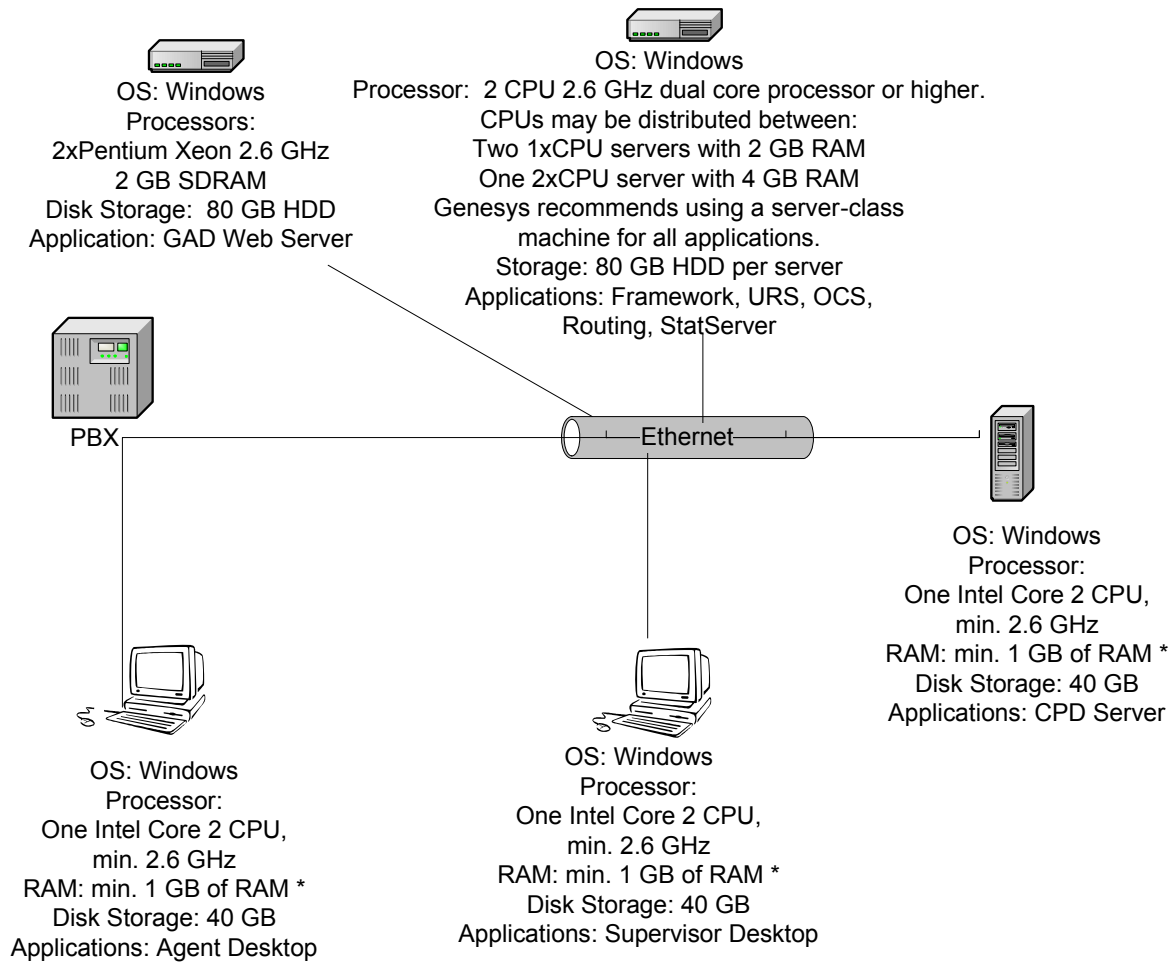 OS: Windows
Processors:
2xPentium Xeon 2.6 GHz
2 GB SDRAM
Disk Storage:  80 GB HDD
Application: GAD Web Server
OS: Windows
Processor:  2 CPU 2.6 GHz dual core processor or higher.
CPUs may be distributed between:
Two 1xCPU servers with 2 GB RAM
One 2xCPU server with 4 GB RAM
Genesys recommends using a server-class
machine for all applications.
Storage: 80 GB HDD per server
Applications: Framework, URS, OCS,
Routing, StatServer
PBX
Ethernet
OS: Windows
Processor:
One Intel Core 2 CPU,
min. 2.6 GHz
RAM: min. 1 GB of RAM *
Disk Storage: 40 GB
Applications: CPD Server
OS: Windows
Processor:
One Intel Core 2 CPU,
min. 2.6 GHz
RAM: min. 1 GB of RAM *
Disk Storage: 40 GB
Applications: Agent Desktop
OS: Windows
Processor:
One Intel Core 2 CPU,
min. 2.6 GHz
RAM: min. 1 GB of RAM *
Disk Storage: 40 GB
Applications: Supervisor Desktop